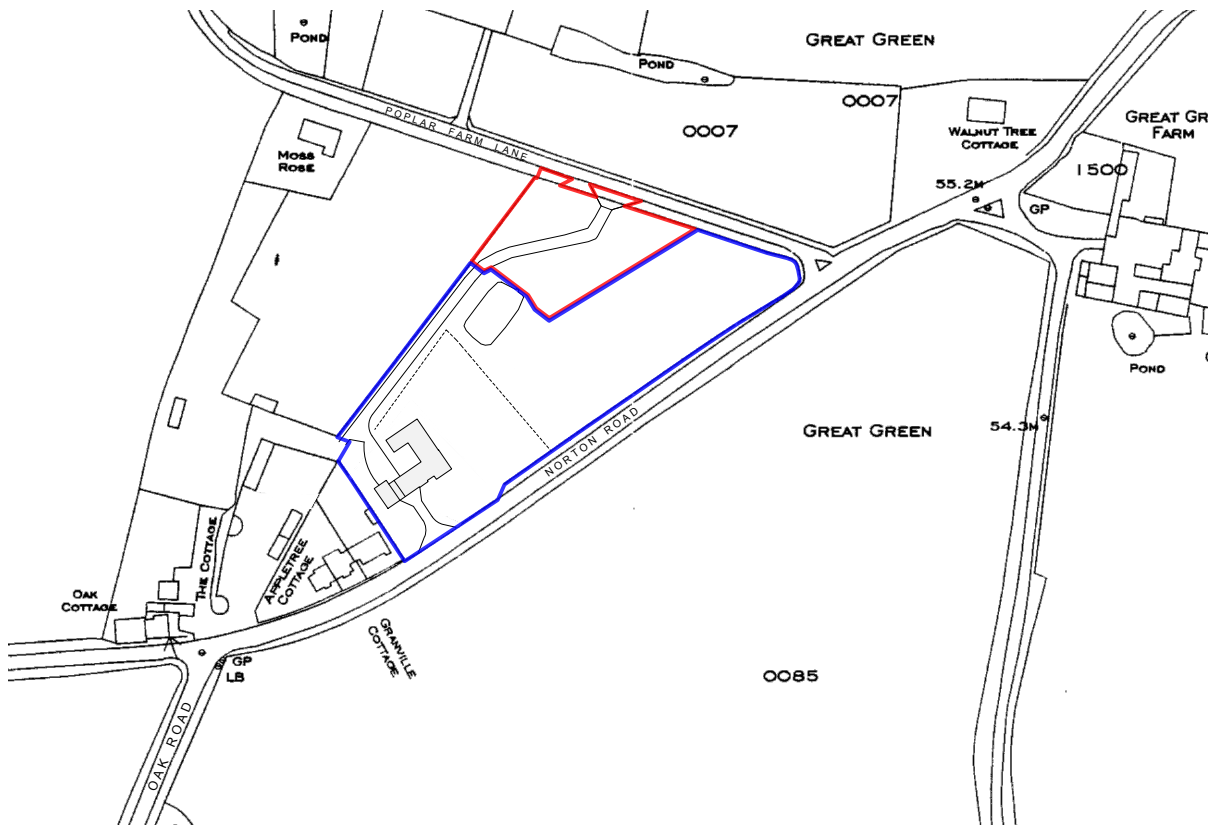 POND
GREAT GREEN
POND
0007
0007
POPLAR FARM LANE
WALNUT TREE
COTTAGE
GREAT GR
FARM
MOSS
ROSE
1500
55.2M
GP
POND
GREAT GREEN
54.3M
NORTON ROAD
THE COTTAGE
APPLETREE
COTTAGE
OAK
COTTAGE
GRANVILLE
COTTAGE
GP
LB
0085
OAK ROAD